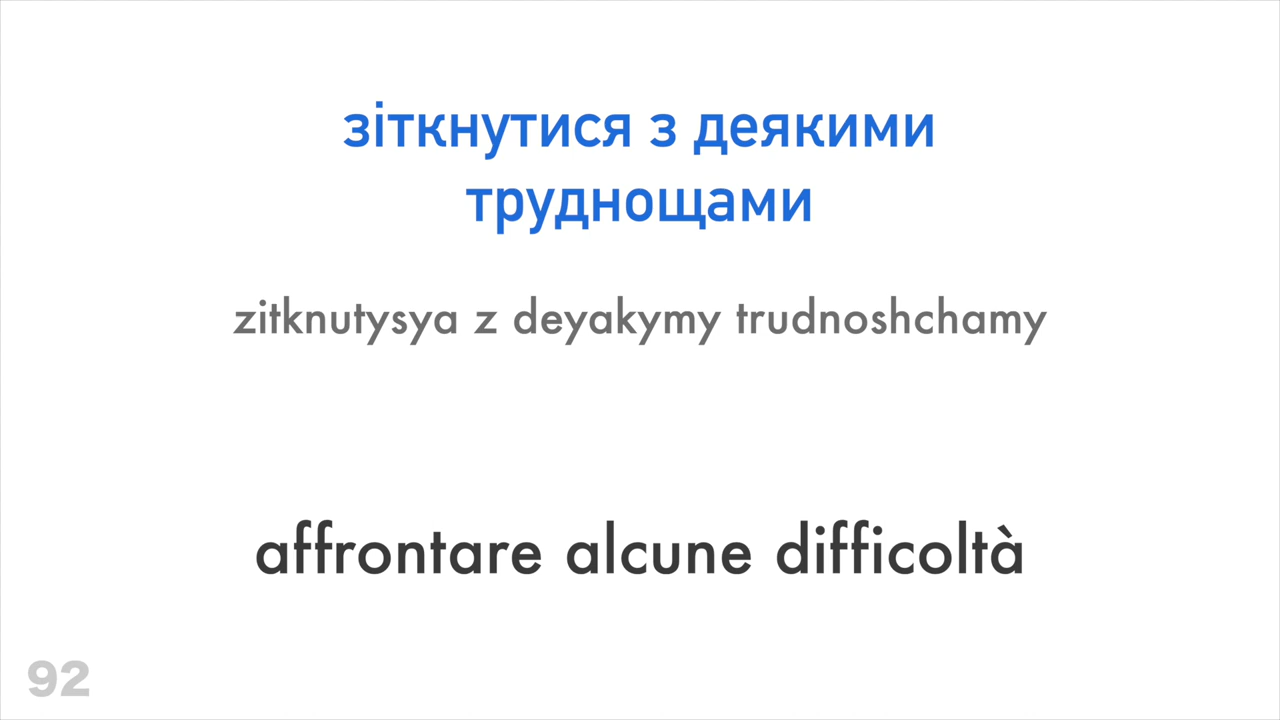 зіткнутися з деякими
труднощами
zitknutysya z deyakymy trudnoshchamy
affrontare alcune difficoltà
92